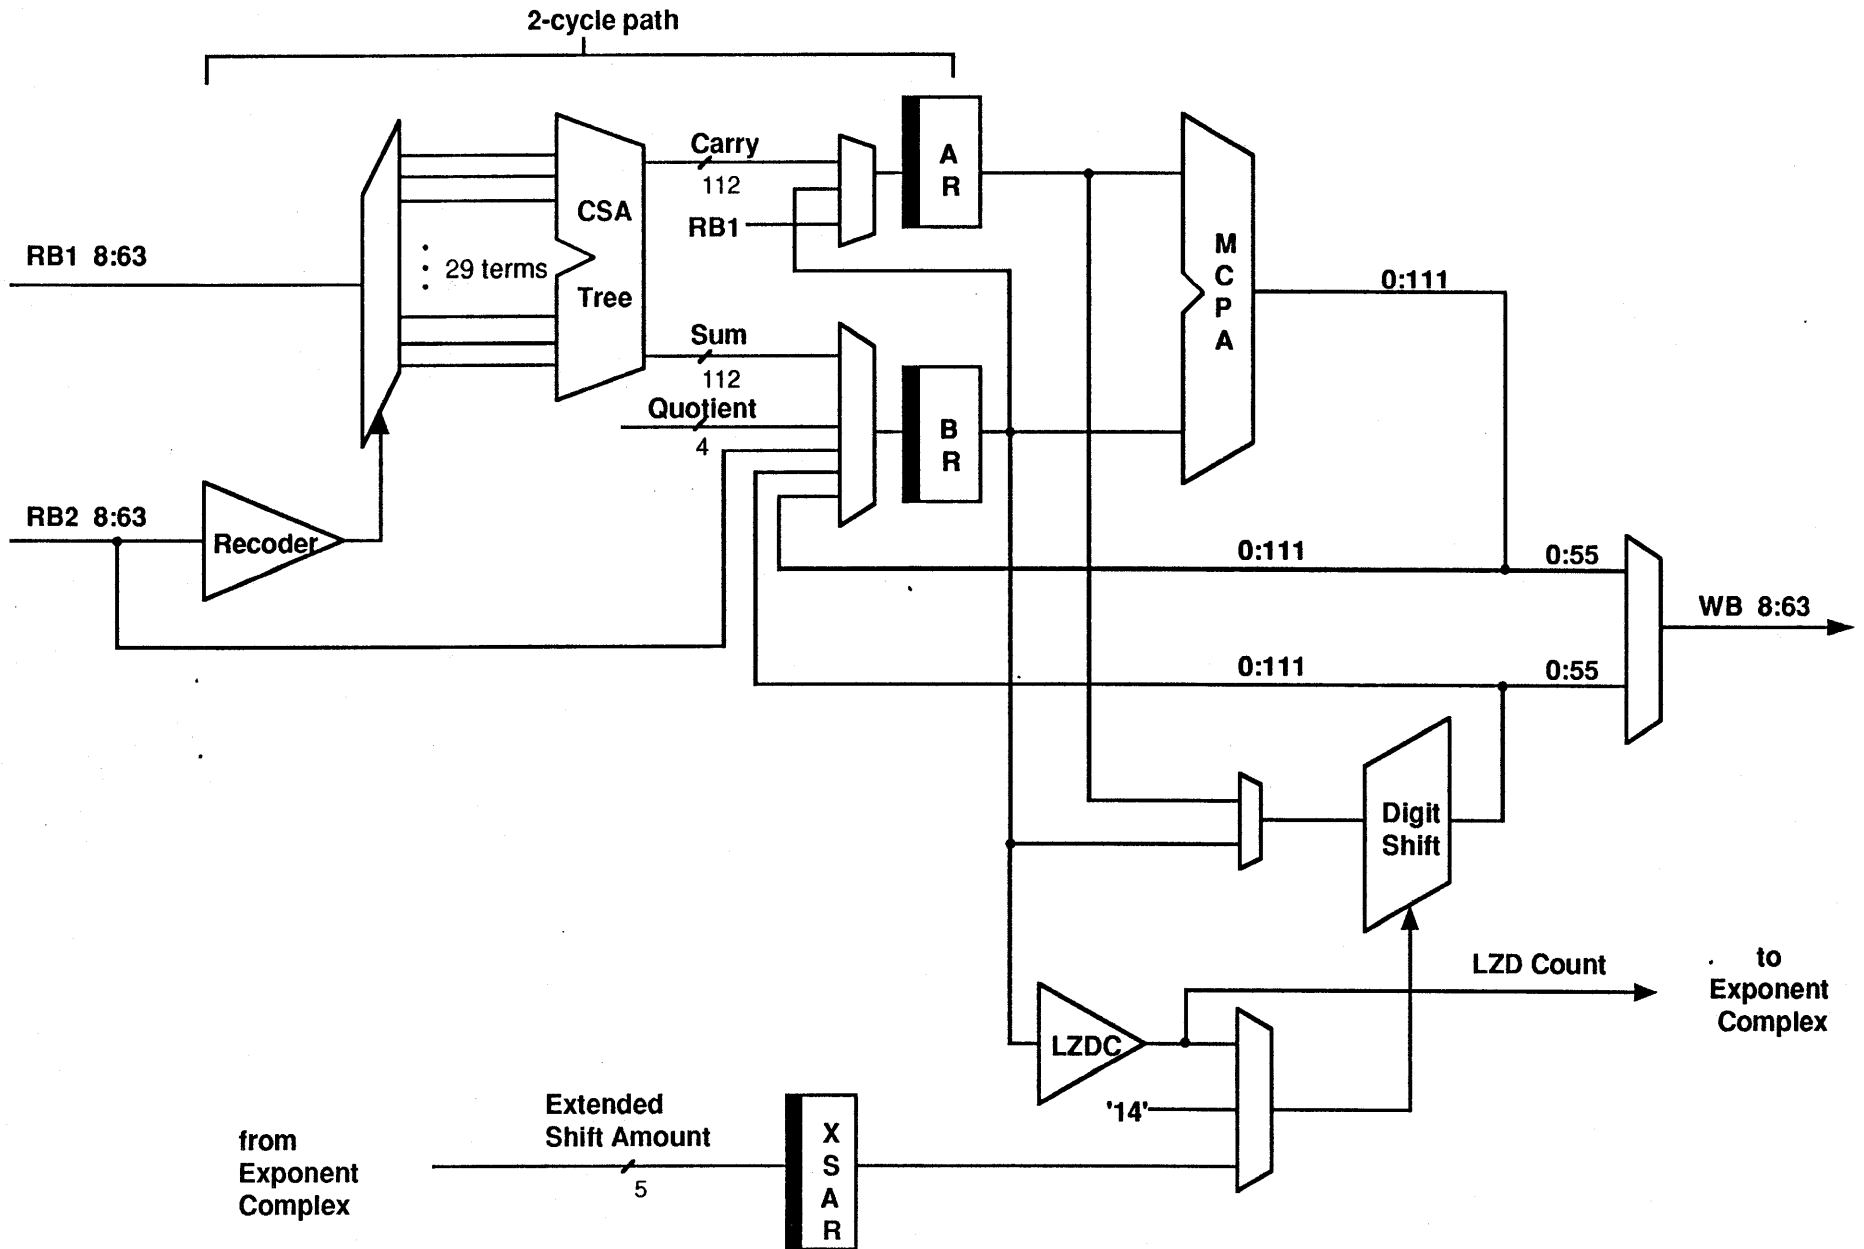 2-cycle path
Carry
112
RB1
A
R
CSA
Tree
29 terms
RB1 8:63
M
C
P
A
0:111
Sum
112
Quotient
4
B
R
RB2 8:63
Recoder
0:111
0:55
WB 8:63
0:111
0:55
Digit
Shift
LZD Count
to
Exponent
Complex
LZDC
'14'
Extended
Shift Amount
5
from
Exponent
Complex
X
S
A
R